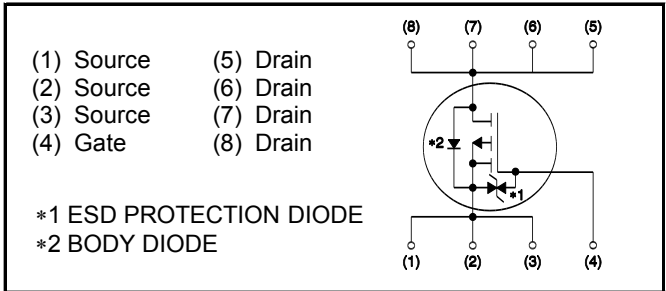 (1) Source (5) Drain
(2) Source (6) Drain
(3) Source (7) Drain
(4) Gate (8) Drain
∗1 ESD PROTECTION DIODE
∗2 BODY DIODE
(8) (7) (6) (5)
∗2
∗1
(1) (2) (3) (4)